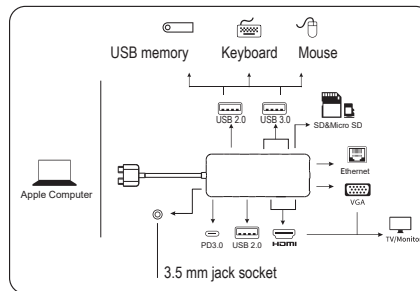 USB memory Keyboard Mouse
USB 2.0 USB 3.0
SD&Micro SD
Ethernet
Apple Computer
VGA
PD3.0 USB 2.0 HDMI
TV/Monitor
3.5 mm jack socket